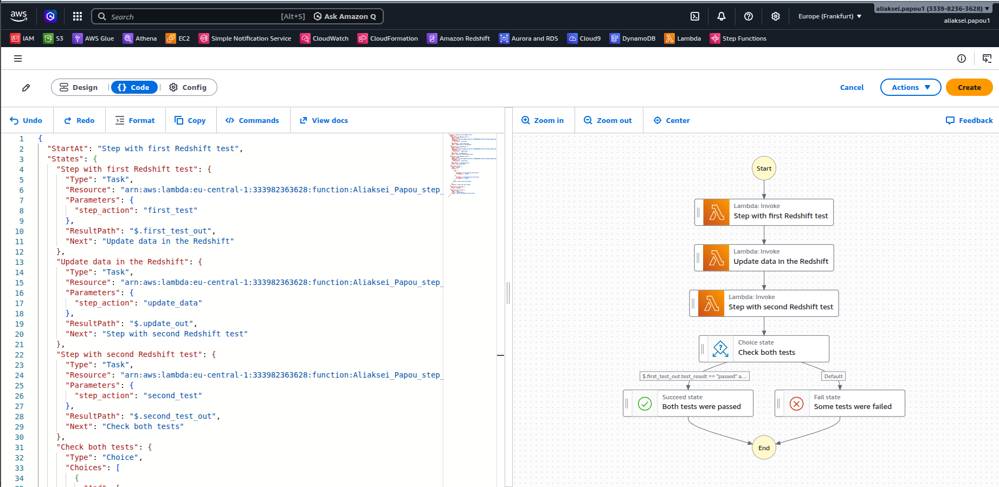 aws
Search [Alt+S] Ask Amazon Q
Europe (Frankfurt)
aliaksei.papou1 (3339-8236-3628)
aliaksei.papou1
IAM S3 AWS Glue Athena EC2 Simple Notification Service CloudWatch CloudFormation Amazon Redshift Aurora and RDS Cloud9 DynamoDB Lambda Step Functions
Design {} Code Config
Cancel Actions Create
Undo Redo Format Copy Commands View docs
Zoom in Zoom out Center Feedback
1 {
2 "StartAt": "Step with first Redshift test",
3 "States": {
4 "Step with first Redshift test": {
5 "Type": "Task",
6 "Resource": "arn:aws:lambda:eu-central-1:333982363628:function:Aliaksei_Papou_step_
7 "Parameters": {
8 "step_action": "first_test"
9 },
10 "ResultPath": "$.first_test_out",
11 "Next": "Update data in the Redshift"
12 },
13 "Update data in the Redshift": {
14 "Type": "Task",
15 "Resource": "arn:aws:lambda:eu-central-1:333982363628:function:Aliaksei_Papou_step_
16 "Parameters": {
17 "step_action": "update_data"
18 },
19 "ResultPath": "$.update_out",
20 "Next": "Step with second Redshift test"
21 },
22 "Step with second Redshift test": {
23 "Type": "Task",
24 "Resource": "arn:aws:lambda:eu-central-1:333982363628:function:Aliaksei_Papou_step_
25 "Parameters": {
26 "step_action": "second_test"
27 },
28 "ResultPath": "$.second_test_out",
29 "Next": "Check both tests"
30 },
31 "Check both tests": {
32 "Type": "Choice",
33 "Choices": [
34 {
35 "And": [
Start
Lambda: Invoke
Step with first Redshift test
Lambda: Invoke
Update data in the Redshift
Lambda: Invoke
Step with second Redshift test
Choice state
Check both tests
$.first_test_out.test_result == "passed" a...
Default
Succeed state
Both tests were passed
Fail state
Some tests were failed
End